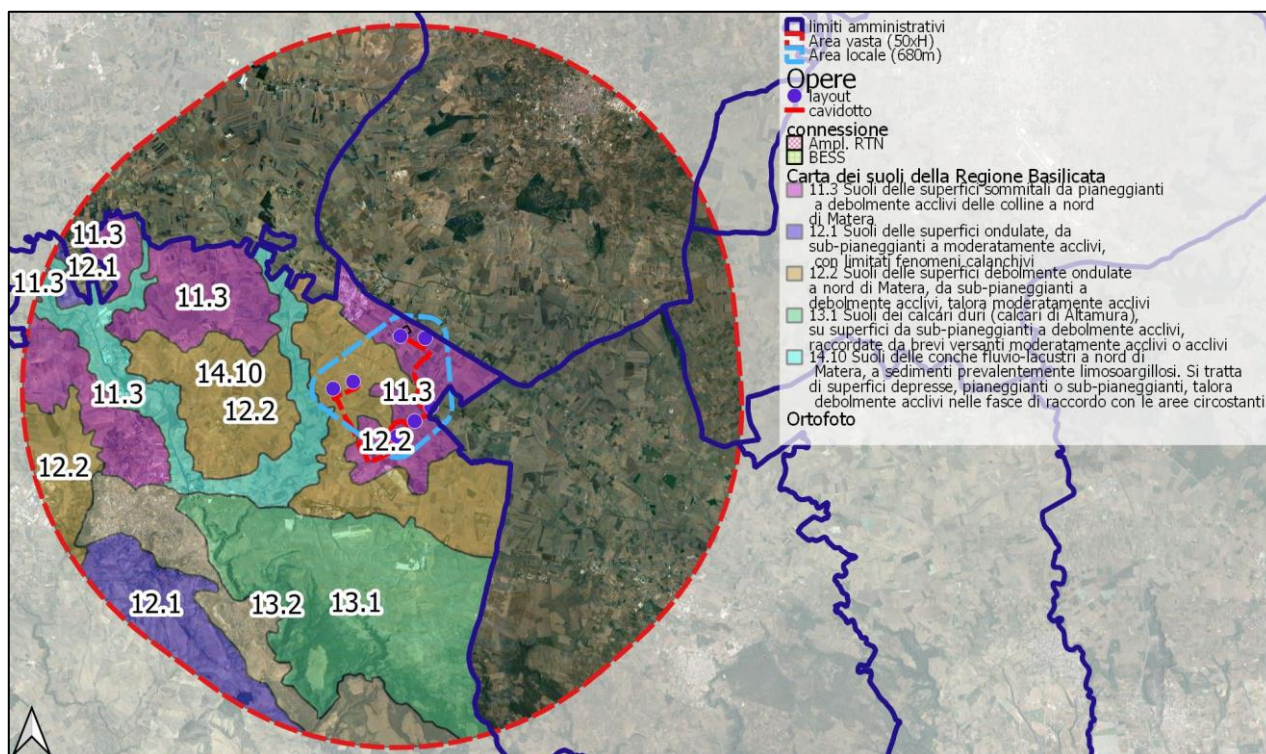 limiti amministrativi
Area vasta (50xH)
Area locale (680m)
Opere
layout
cavidotto
connessione
Ampl. RTN
BESS
Carta dei suoli della Regione Basilicata
11.3 Suoli delle superfici sommitali da pianeggianti
a debolmente acclivi delle colline a nord
di Matera
12.1 Suoli delle superfici ondulate, da
sub-pianeggianti a moderatamente acclivi,
con limitati fenomeni calanchivi
12.2 Suoli delle superfici debolmente ondulate
a nord di Matera, da sub-pianeggianti a
debolmente acclivi, talora moderatamente acclivi
13.1 Suoli dei calcari duri (calcari di Altamura),
su superfici da sub-pianeggianti a debolmente acclivi,
raccordate da brevi versanti moderatamente acclivi o acclivi
14.10 Suoli delle conche fluvio-lacustri a nord di
Matera, a sedimenti prevalentemente limosoargillosi. Si tratta
di superfici depresse, pianeggianti o sub-pianeggianti, talora
debolmente acclivi nelle fasce di raccordo con le aree circostanti
Ortofoto
11.3
12.1
11.3
11.3
14.10
11.3
11.3
12.2
12.2
12.2
12.1
13.2
13.1